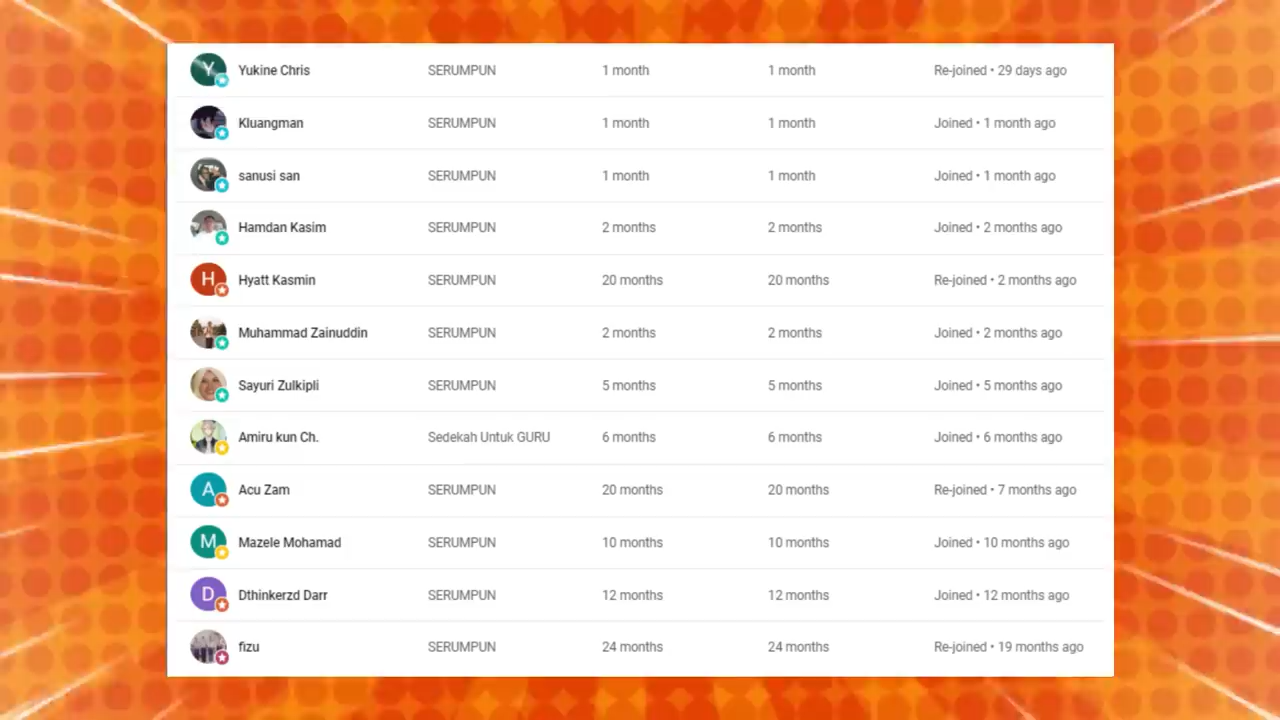 Yukine Chris SERUMPUN 1 month 1 month Re-joined • 29 days ago
Kluangman SERUMPUN 1 month 1 month Joined • 1 month ago
sanusi san SERUMPUN 1 month 1 month Joined • 1 month ago
Hamdan Kasim SERUMPUN 2 months 2 months Joined • 2 months ago
H Hyatt Kasmin SERUMPUN 20 months 20 months Re-joined • 2 months ago
Muhammad Zainuddin SERUMPUN 2 months 2 months Joined • 2 months ago
Sayuri Zulkipli SERUMPUN 5 months 5 months Joined • 5 months ago
Amiru kun Ch. Sedekah Untuk GURU 6 months 6 months Joined • 6 months ago
A Acu Zam SERUMPUN 20 months 20 months Re-joined • 7 months ago
M Mazele Mohamad SERUMPUN 10 months 10 months Joined • 10 months ago
D Dthinkerzd Darr SERUMPUN 12 months 12 months Joined • 12 months ago
fizu SERUMPUN 24 months 24 months Re-joined • 19 months ago